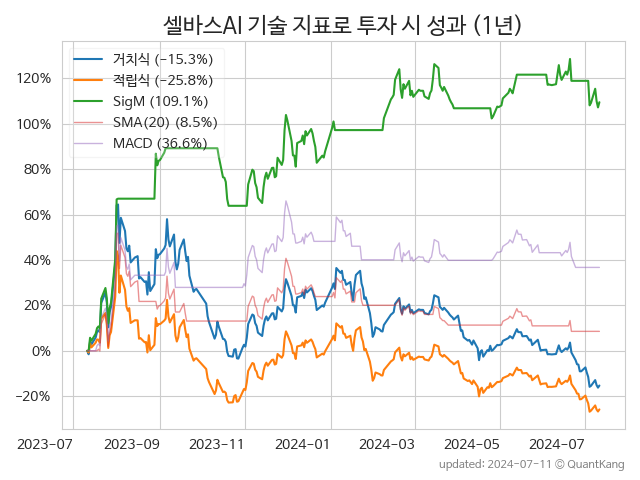 셀바스AI 기술 지표로 투자 시 성과 (1년)
거치식 (-15.3%)
적립식 (-25.8%)
SigM (109.1%)
SMA(20) (8.5%)
MACD (36.6%)
120%
100%
80%
60%
40%
20%
0%
-20%
2023-07 2023-09 2023-11 2024-01 2024-03 2024-05 2024-07
updated: 2024-07-11 © QuantKang